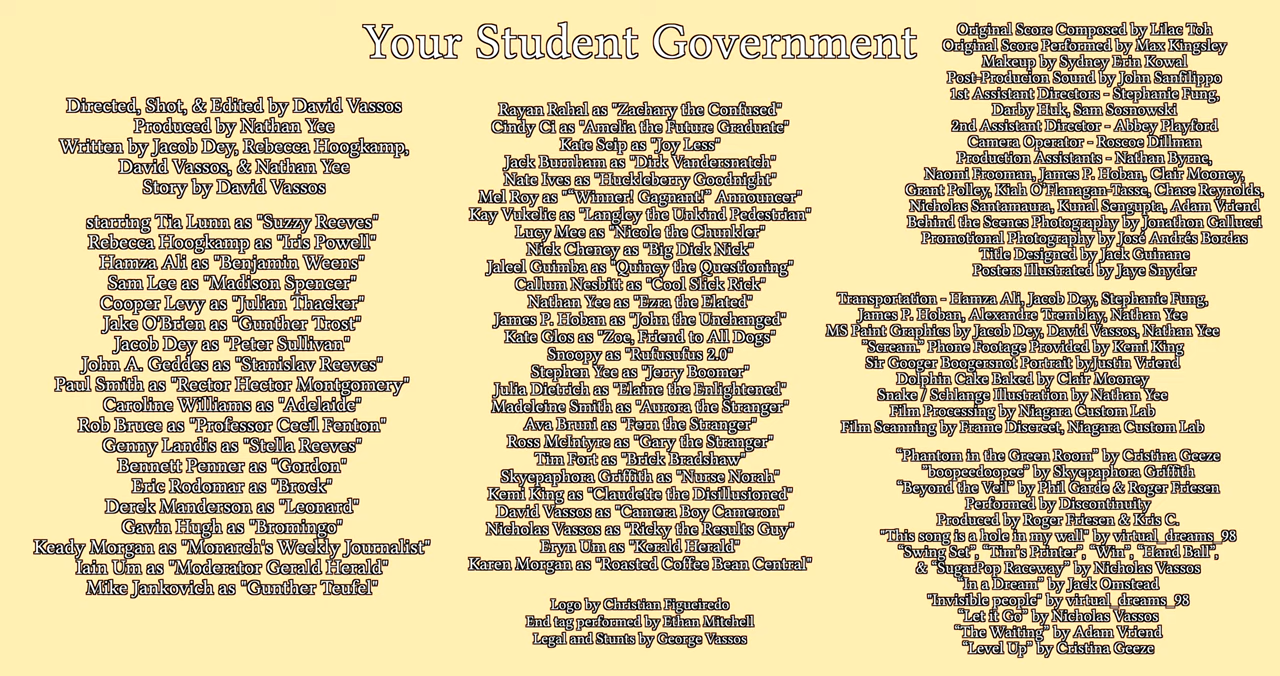 Your Student Government
Directed, Shot, & Edited by David Vassos
Produced by Nathan Yee
Written by Jacob Dey, Rebecca Hoogkamp,
David Vassos, & Nathan Yee
Story by David Vassos
starring Tia Lunn as "Suzzy Reeves"
Rebecca Hoogkamp as "Iris Powell"
Hamza Ali as "Benjamin Weens"
Sam Lee as "Madison Spencer"
Cooper Levy as "Julian Thacker"
Jake O'Brien as "Gunther Trost"
Jacob Dey as "Peter Sullivan"
John A. Geddes as "Stanislav Reeves"
Paul Smith as "Rector Hector Montgomery"
Caroline Williams as "Adelaide"
Rob Bruce as "Professor Cecil Fenton"
Genny Landis as "Stella Reeves"
Bennett Penner as "Gordon"
Eric Rodomar as "Brock"
Derek Manderson as "Leonard"
Gavin Hugh as "Bromingo"
Keady Morgan as "Monarch's Weekly Journalist"
Iain Um as "Moderator Gerald Herald"
Mike Jankovich as "Gunther Teufel"
Rayan Rahal as "Zachary the Confused"
Cindy Ci as "Amelia the Future Graduate"
Kate Seip as "Joy Less"
Jack Burnham as "Dirk Vandersnatch"
Nate Ives as "Huckleberry Goodnight"
Mel Roy as "“Winner! Gagnant!” Announcer"
Kay Vukelic as "Langley the Unkind Pedestrian"
Lucy Mee as "Nicole the Chunkler"
Nick Cheney as "Big Dick Nick"
Jaleel Guimba as "Quincy the Questioning"
Callum Nesbitt as "Cool Slick Rick"
Nathan Yee as "Ezra the Elated"
James P. Hoban as "John the Unchanged"
Kate Glos as "Zoe, Friend to All Dogs"
Snoopy as "Rufusufus 2.0"
Stephen Yee as "Jerry Boomer"
Julia Dietrich as "Elaine the Enlightened"
Madeleine Smith as "Aurora the Stranger"
Ava Bruni as "Fern the Stranger"
Ross McIntyre as "Gary the Stranger"
Tim Fort as "Brick Bradshaw"
Skyepaphora Griffith as "Nurse Norah"
Kemi King as "Claudette the Disillusioned"
David Vassos as "Camera Boy Cameron"
Nicholas Vassos as "Ricky the Results Guy"
Eryn Um as "Kerald Herald"
Karen Morgan as "Roasted Coffee Bean Central"
Logo by Christian Figueiredo
End tag performed by Ethan Mitchell
Legal and Stunts by George Vassos
Original Score Composed by Lilac Toh
Original Score Performed by Max Kingsley
Makeup by Sydney Erin Kowal
Post-Producion Sound by John Sanfilippo
1st Assistant Directors - Stephanie Fung,
Darby Huk, Sam Sosnowski
2nd Assistant Director - Abbey Playford
Camera Operator - Roscoe Dillman
Production Assistants - Nathan Byrne,
Naomi Frooman, James P. Hoban, Clair Mooney,
Grant Polley, Kiah O'Flanagan-Tasse, Chase Reynolds,
Nicholas Santamaura, Kunal Sengupta, Adam Vriend
Behind the Scenes Photography by Jonathon Gallucci
Promotional Photography by José Andrés Bordas
Title Designed by Jack Guinane
Posters Illustrated by Jaye Snyder
Transportation - Hamza Ali, Jacob Dey, Stephanie Fung,
James P. Hoban, Alexandre Tremblay, Nathan Yee
MS Paint Graphics by Jacob Dey, David Vassos, Nathan Yee
"Scream." Phone Footage Provided by Kemi King
Sir Googer Boogersnot Portrait byJustin Vriend
Dolphin Cake Baked by Clair Mooney
Snake / Schlange Illustration by Nathan Yee
Film Processing by Niagara Custom Lab
Film Scanning by Frame Discreet, Niagara Custom Lab
“Phantom in the Green Room” by Cristina Geeze
"boopeedoopee" by Skyepaphora Griffith
“Beyond the Veil” by Phil Garde & Roger Friesen
Performed by Discontinuity
Produced by Roger Friesen & Kris C.
"This song is a hole in my wall" by virtual_dreams_98
“Swing Set”, “Tim's Printer” “Win”, “Hand Ball”,
& “SugarPop Raceway” by Nicholas Vassos
“In a Dream” by Jack Omstead
"Invisible people" by virtual_dreams_98
“Let it Go” by Nicholas Vassos
“The Waiting” by Adam Vriend
“Level Up” by Cristina Geeze